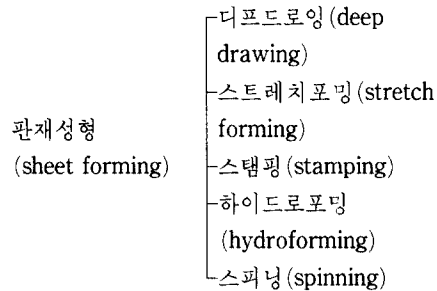 디프드로잉(deep
drawing)
스트레치포밍(stretch
forming)
판재성형
(sheet forming)
스탬핑(stamping)
하이드로포밍
(hydroforming)
스피닝(spinning)